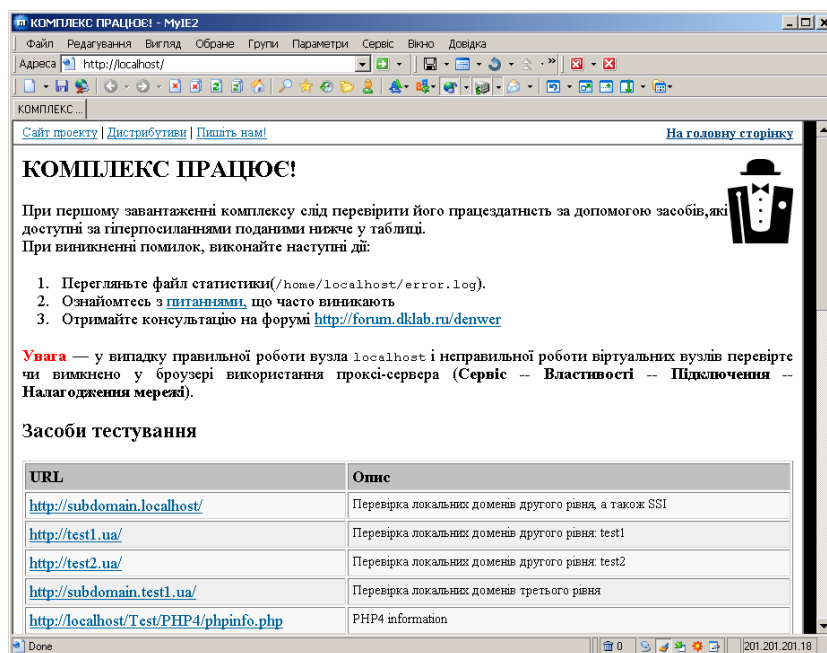 КОМПЛЕКС ПРАЦЮЄ! - MyIE2
Файл Редагування Вигляд Обране Групи Параметри Сервіс Вікно Довідка
Адреса http://localhost/
КОМПЛЕКС ...
Сайт проекту | Дистрибутиви | Пишіть нам! На головну сторінку
КОМПЛЕКС ПРАЦЮЄ!
При першому завантаженні комплексу слід перевірити його працездатність за допомогою засобів,які
доступні за гіперпосиланнями поданими нижче у таблиці.
При виникненні помилок, виконайте наступні дії:
1. Перегляньте файл статистики(/home/localhost/error.log).
2. Ознайомтесь з питаннями, що часто виникають
3. Отримайте консультацію на форумі http://forum.dklab.ru/denwer
Увага — у випадку правильної роботи вузла localhost і неправильної роботи віртуальних вузлів перевірте
чи вимкнено у броузері використання проксі-сервера (Сервіс -- Властивості -- Підключення --
Налагодження мережі).
Засоби тестування
URL Опис
http://subdomain.localhost/ Перевірка локальних доменів другого рівня, а також SSI
http://test1.ua/ Перевірка локальних доменів другого рівня: test1
http://test2.ua/ Перевірка локальних доменів другого рівня: test2
http://subdomain.test1.ua/ Перевірка локальних доменів третього рівня
http://localhost/Test/PHP4/phpinfo.php PHP4 information
Done 0 201.201.201.18